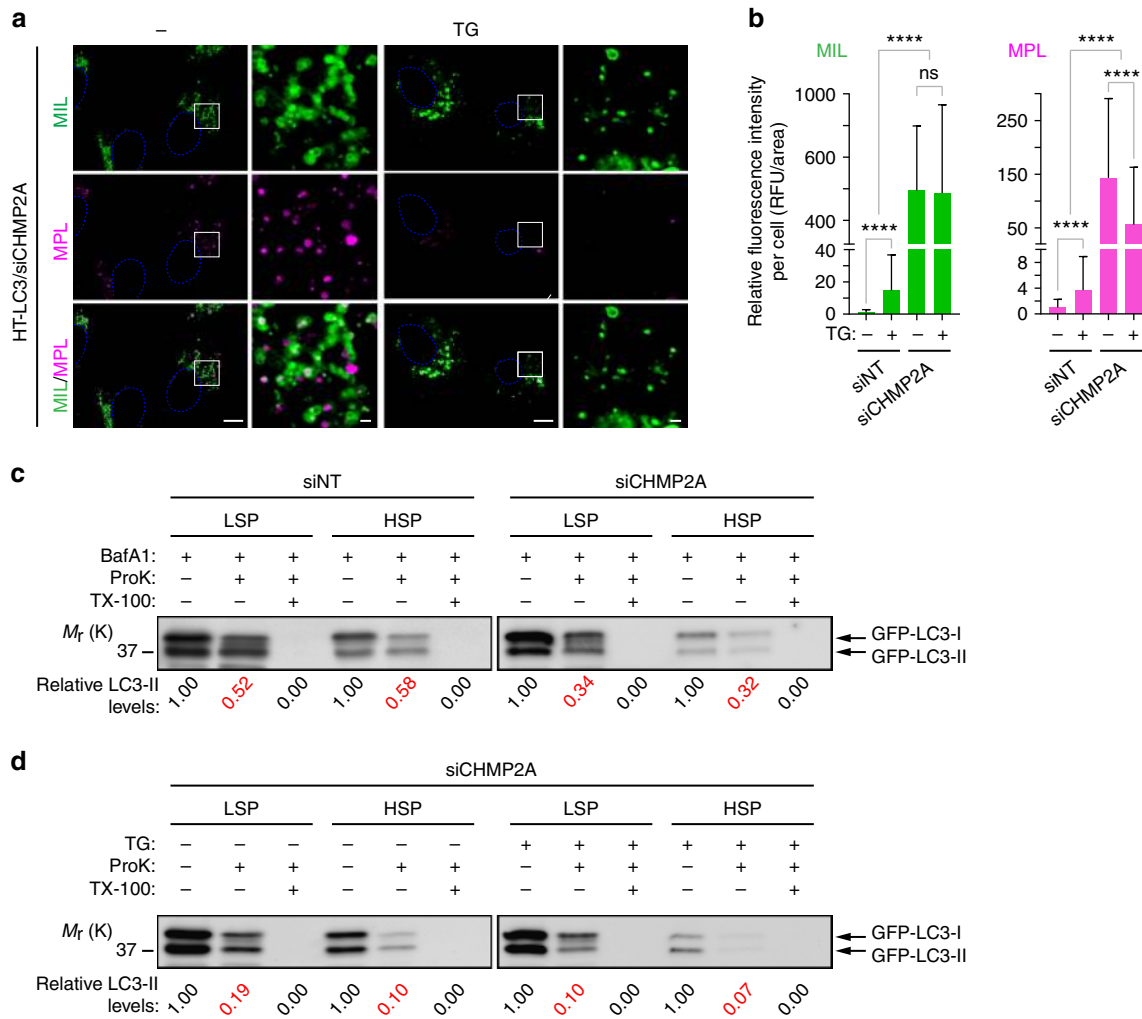 a
–
TG
HT-LC3/siCHMP2A
MIL
MPL
MIL/MPL
b
MIL
MPL
****
ns
****
****
****
****
Relative fluorescence intensity
per cell (RFU/area)
1000
600
400
40
20
0
250
150
50
8
4
0
TG: – + – +
– + – +
siNT
siCHMP2A
siNT
siCHMP2A
c
siNT siCHMP2A
LSP HSP LSP HSP
BafA1: + + + + + + + + + + + +
ProK: – + + – + + – + + – + +
TX-100: – – + – – + – – + – – +
Mr (K)
37
GFP-LC3-I
GFP-LC3-II
Relative LC3-II
levels:
1.00 0.52 0.00 1.00 0.58 0.00 1.00 0.34 0.00 1.00 0.32 0.00
d
siCHMP2A
LSP HSP LSP HSP
TG: – – – – – – + + + + + +
ProK: – + + – + + – + + – + +
TX-100: – – + – – + – – + – – +
Mr (K)
37
GFP-LC3-I
GFP-LC3-II
Relative LC3-II
levels:
1.00 0.19 0.00 1.00 0.10 0.00 1.00 0.10 0.00 1.00 0.07 0.00